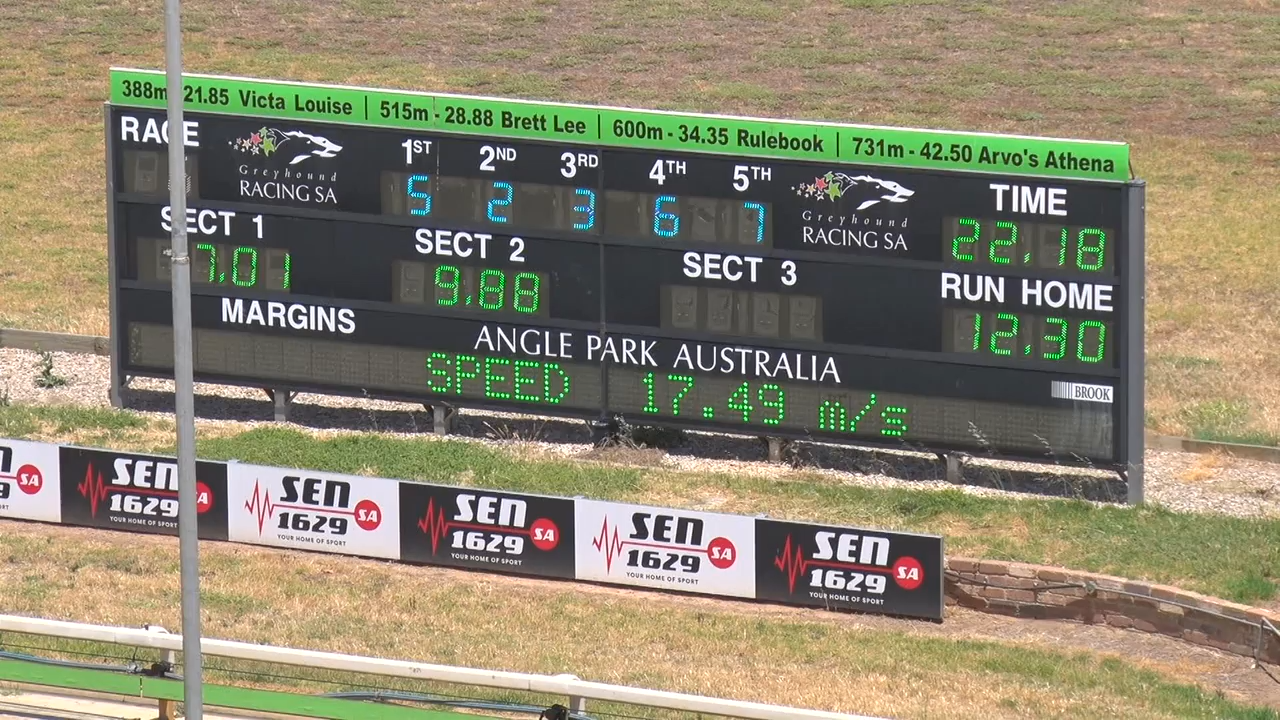 388m 21.85 Victa Louise | 515m - 28.88 Brett Lee | 600m - 34.35 Rulebook | 731m - 42.50 Arvo's Athena
RACE
Greyhound
RACING SA
1ST 2ND 3RD 4TH 5TH
5 2 3 6 7
Greyhound
RACING SA
TIME
22.18
SECT 1
7.01
SECT 2
9.88
SECT 3
RUN HOME
12.30
MARGINS
ANGLE PARK AUSTRALIA
BROOK
SPEED 17.49 m/s
SA
SEN
1629
A
YOUR HOME OF SPORT
SEN
1629
SA
YOUR HOME OF SPORT
SEN
1629
SA
YOUR HOME OF SPORT
SEN
1629
SA
YOUR HOME OF SPORT
SEN
1629
SA
YOUR HOME OF SPORT